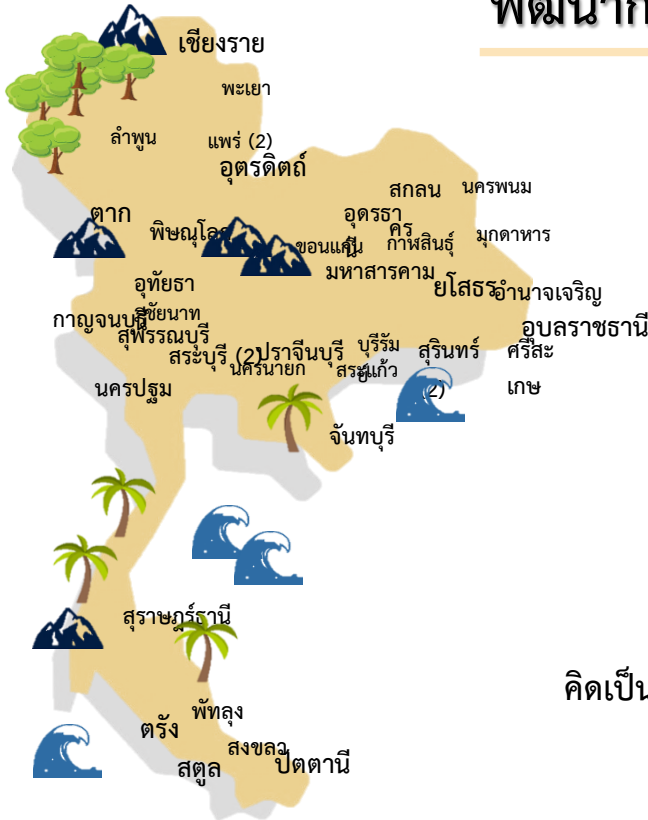 พัฒนาก
เชียงราย
พะเยา
ลำพูน
แพร่ (2)
อุตรดิตถ์
สกลน
คร
นครพนม
ตาก
พิษณุโลก
อุดรธา
นี
ขอนแก่น
กาฬสินธุ์
มุกดาหาร
มหาสารคาม
อุทัยธา
ยโสธร
อำนาจเจริญ
กาญจนบุรี
ชัยนาท
สุพรรณบุรี
อุบลราชธานี
สระบุรี (2)
ปราจีนบุรี
บุรีรัม
ย์
สุรินทร์
(2)
ศรีสะ
เกษ
นครนายก
สระแก้ว
นครปฐม
จันทบุรี
สุราษฎร์ธานี
คิดเป็น
พัทลุง
ตรัง
สงขลา
สตูล
ปัตตานี